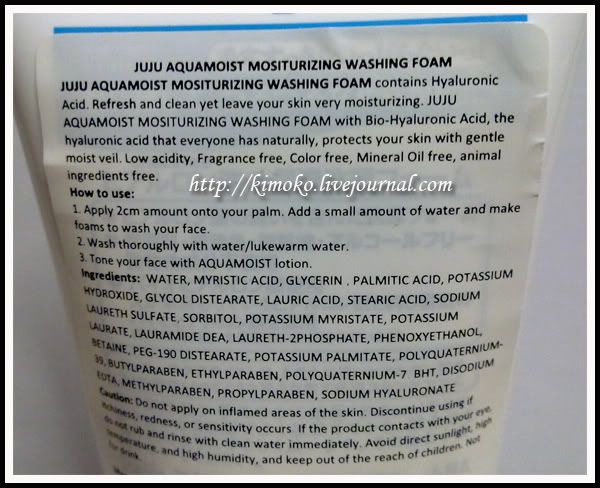 JUJU AQUAMOIST MOSITURIZING WASHING FOAM
JUJU AQUAMOIST MOSITURIZING WASHING FOAM contains Hyaluronic
Acid. Refresh and clean yet leave your skin very moisturizing. JUJU
AQUAMOIST MOISTURIZING WASHING FOAM with Bio-Hyaluronic Acid, the
hyaluronic acid that everyone has naturally, protects your skin with gentle
moist veil. Low acidity, Fragrance free, Color free, Mineral Oil free, animal
ingredients free.
http://kimoko.livejournal.com
How to use:
1. Apply 2cm amount onto your palm. Add a small amount of water and make
foams to wash your face.
2. Wash thoroughly with water/lukewarm water.
3. Tone your face with AQUAMOIST lotion.
Ingredients: WATER, MYRISTIC ACID, GLYCERIN . PALMITIC ACID, POTASSIUM
HYDROXIDE, GLYCOL DISTEARATE, LAURIC ACID, STEARIC ACID, SODIUM
LAURETH SULFATE, SORBITOL, POTASSIUM MYRISTATE, POTASSIUM
LAURATE, LAURAMIDE DEA, LAURETH-2PHOSPHATE, PHENOXYETHANOL,
BETAINE, PEG-190 DISTEARATE, POTASSIUM PALMITATE, POLYQUATERNIUM-
39, BUTYLPARABEN, ETHYLPARABEN, POLYQUATERNIUM-7 BHT, DISODIUM
EDTA, METHYLPARABEN, PROPYLPARABEN, SODIUM HYALURONATE
Caution: Do not apply on inflamed areas of the skin. Discontinue using if
itchiness, redness, or sensitivity occurs If the product contacts with your eye,
do not rub and rinse with clean water immediately. Avoid direct sunlight, high
temperature, and high humidity, and keep out of the reach of children. Not
for drink.